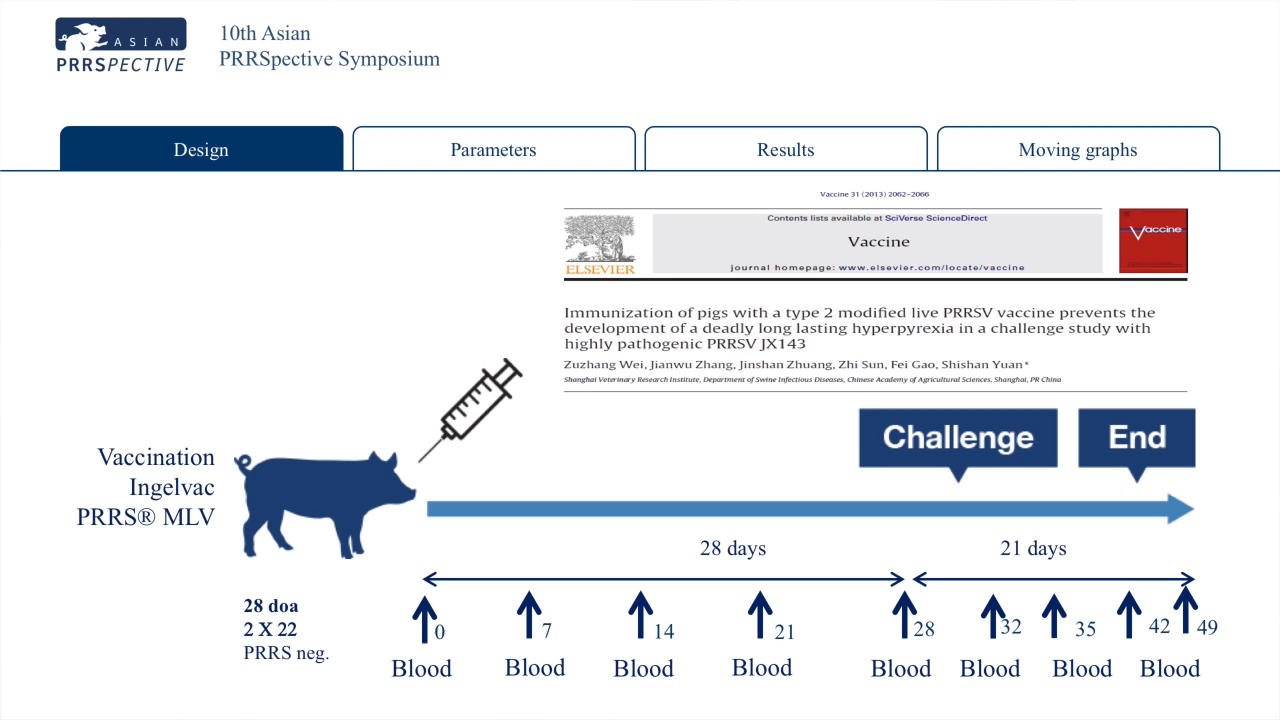 ASIAN
PRRSPECTIVE
10th Asian
PRRSpective Symposium
Design
Parameters
Results
Moving graphs
Vaccine 31 (2013) 2062–2066
Contents lists available at SciVerse ScienceDirect
Vaccine
journal homepage: www.elsevier.com/locate/vaccine
ELSEVIER
Vaccine
Immunization of pigs with a type 2 modified live PRRSV vaccine prevents the
development of a deadly long lasting hyperpyrexia in a challenge study with
highly pathogenic PRRSV JX143
Zuzhang Wei, Jianwu Zhang, Jinshan Zhuang, Zhi Sun, Fei Gao, Shishan Yuan*
Shanghai Veterinary Research Institute, Department of Swine Infectious Diseases, Chinese Academy of Agricultural Sciences, Shanghai, PR China
Challenge
End
Vaccination
Ingelvac
PRRS® MLV
28 days
21 days
28 doa
2 X 22
PRRS neg.
0
7
14
21
28
32
35
42
49
Blood
Blood
Blood
Blood
Blood
Blood
Blood
Blood